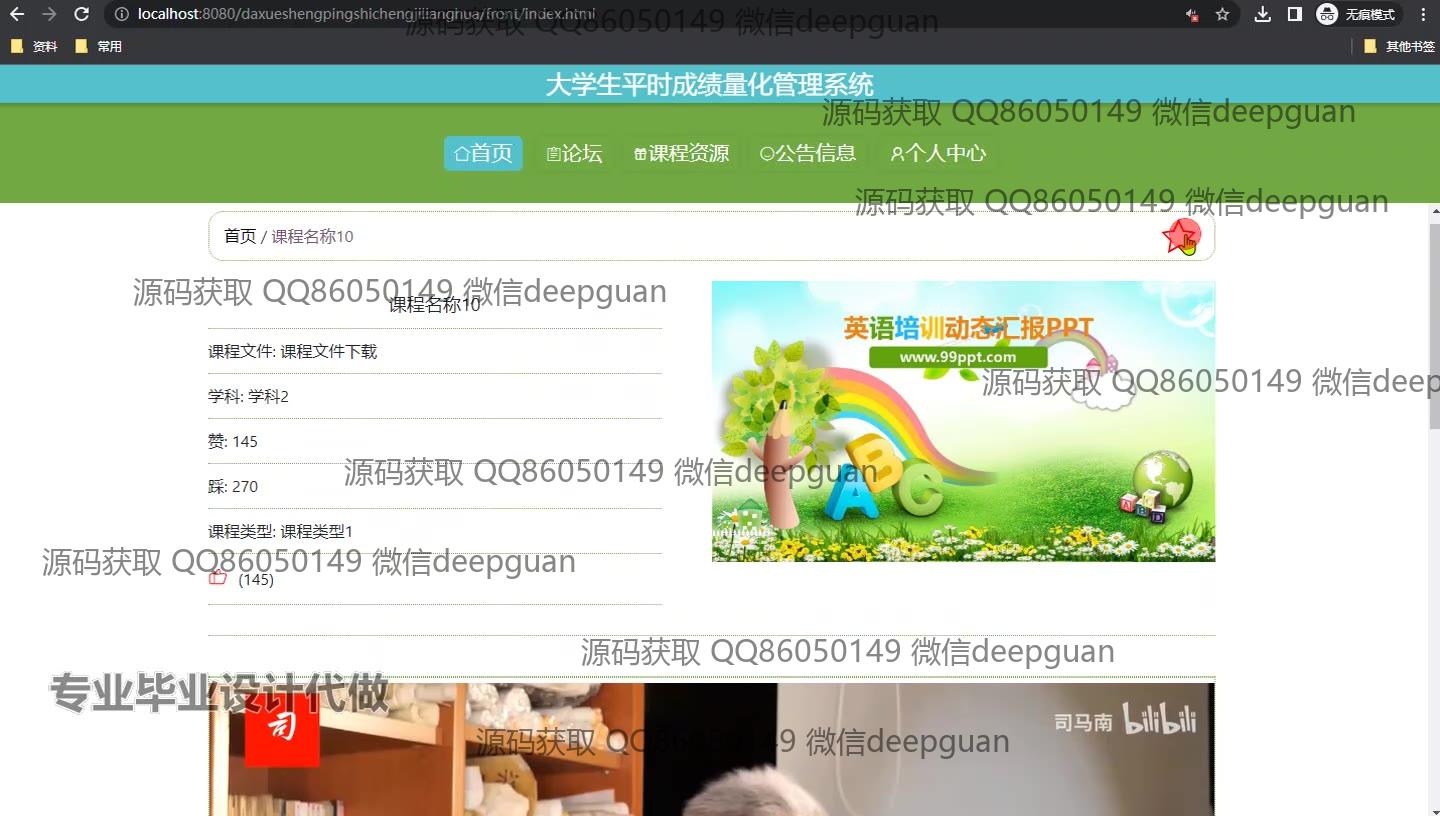 localhost:8080/daxueshengpingshichengjilianghua/front/index.html
无痕模式
资料 常用 其他书签
大学生平时成绩量化管理系统
源码获取 QQ86050149 微信deepguan
源码获取 QQ86050149 微信deepguan
首页 论坛 课程资源 公告信息 个人中心
源码获取 QQ86050149 微信deepguan
首页 / 课程名称10
源码获取 QQ86050149 微信deepguan
课程名称10
英语培训动态汇报PPT
www.99ppt.com
课程文件: 课程文件下载
源码获取 QQ86050149 微信deep
学科: 学科2
A B C
赞: 145
源码获取 QQ86050149 微信deepguan
踩: 270
A B D
课程类型: 课程类型1
源码获取 QQ86050149 微信deepguan
(145)
源码获取 QQ86050149 微信deepguan
专业毕业设计代做
司
司马南 bilibili
源码获取 QQ86050149 微信deepguan